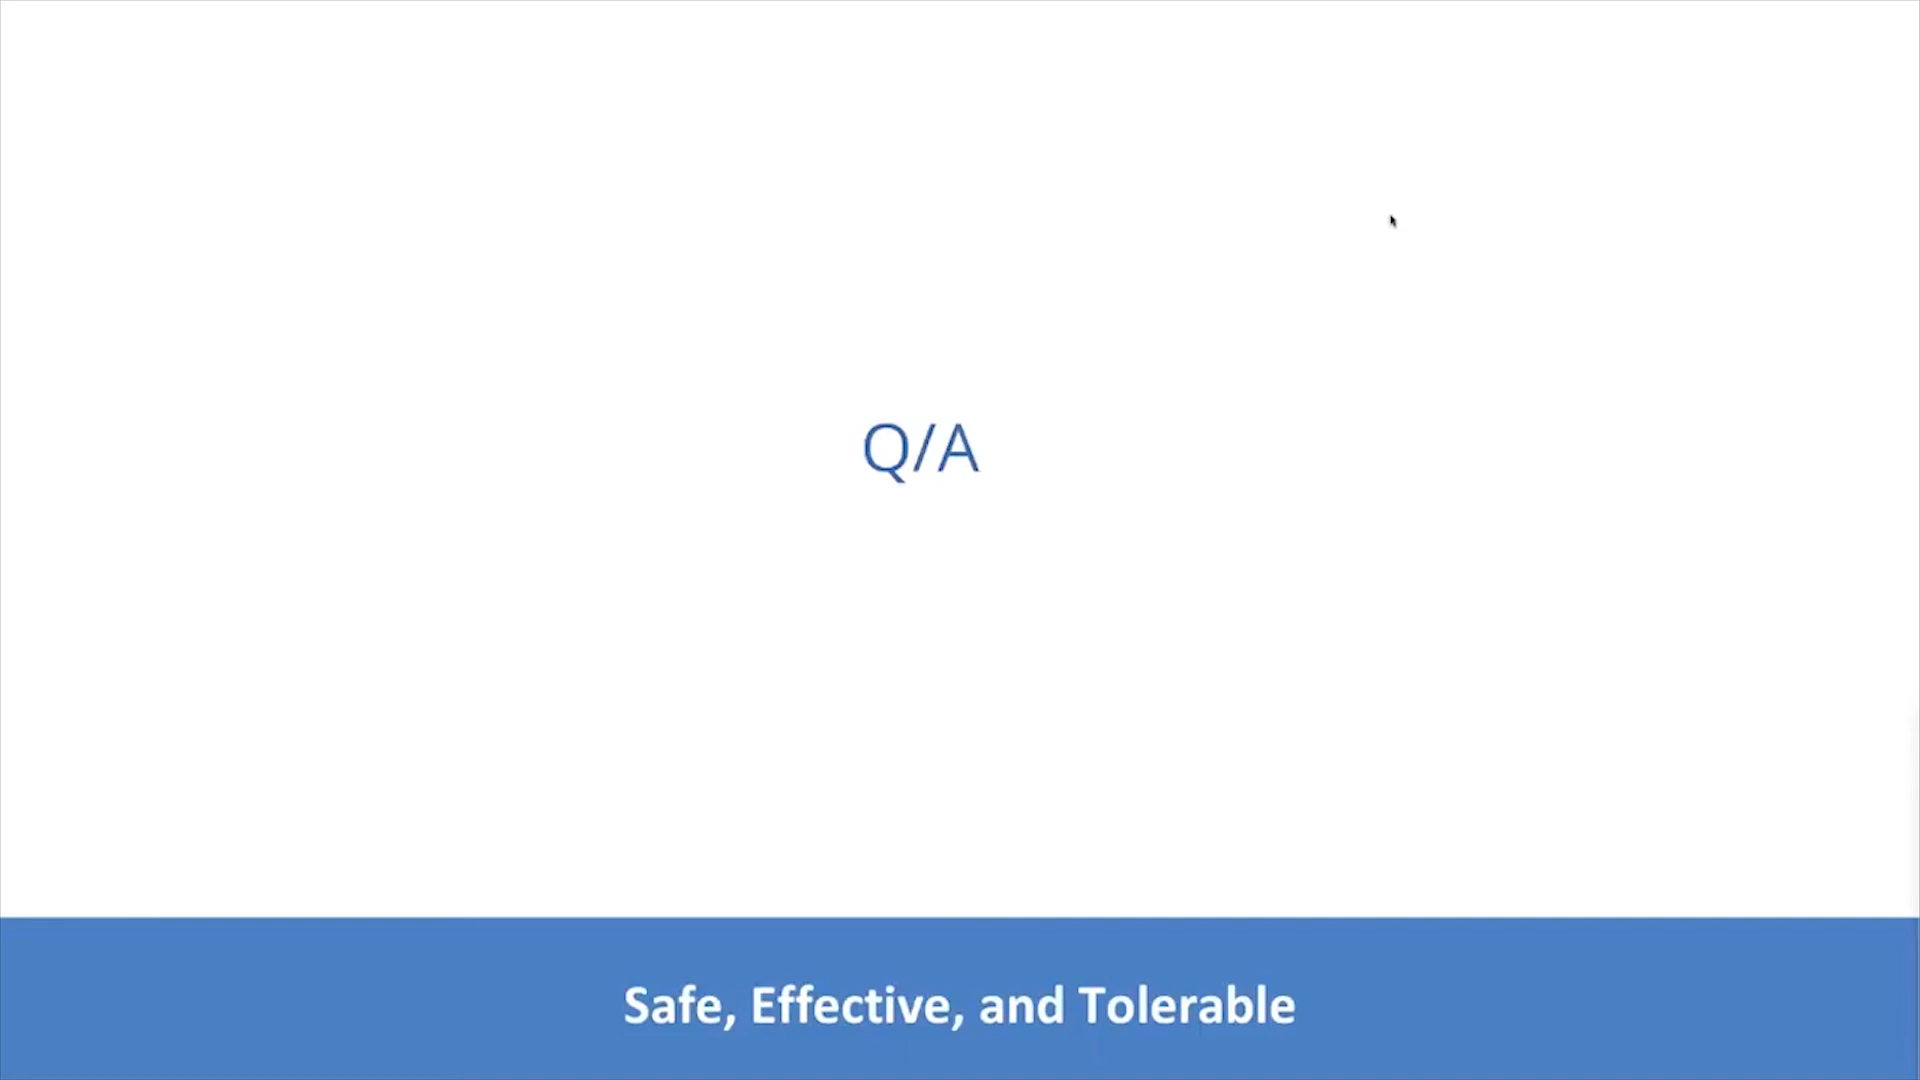 Q/A
Safe, Effective, and Tolerable